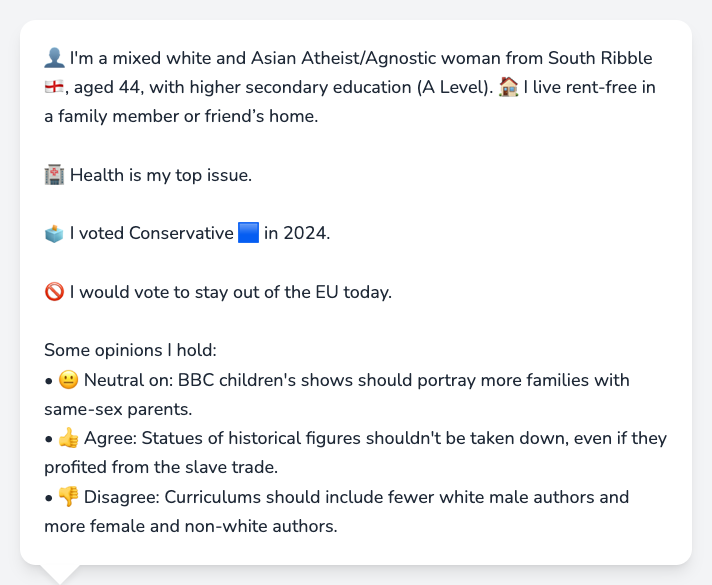 👤 I'm a mixed white and Asian Atheist/Agnostic woman from South Ribble
🏴󠁧󠁢󠁥󠁮󠁧󠁿, aged 44, with higher secondary education (A Level). 🏠 I live rent-free in
a family member or friend’s home.
🏥 Health is my top issue.
🗳️ I voted Conservative 🟦 in 2024.
🚫 I would vote to stay out of the EU today.
Some opinions I hold:
• 😐 Neutral on: BBC children's shows should portray more families with
same-sex parents.
• 👍 Agree: Statues of historical figures shouldn't be taken down, even if they
profited from the slave trade.
• 👎 Disagree: Curriculums should include fewer white male authors and
more female and non-white authors.